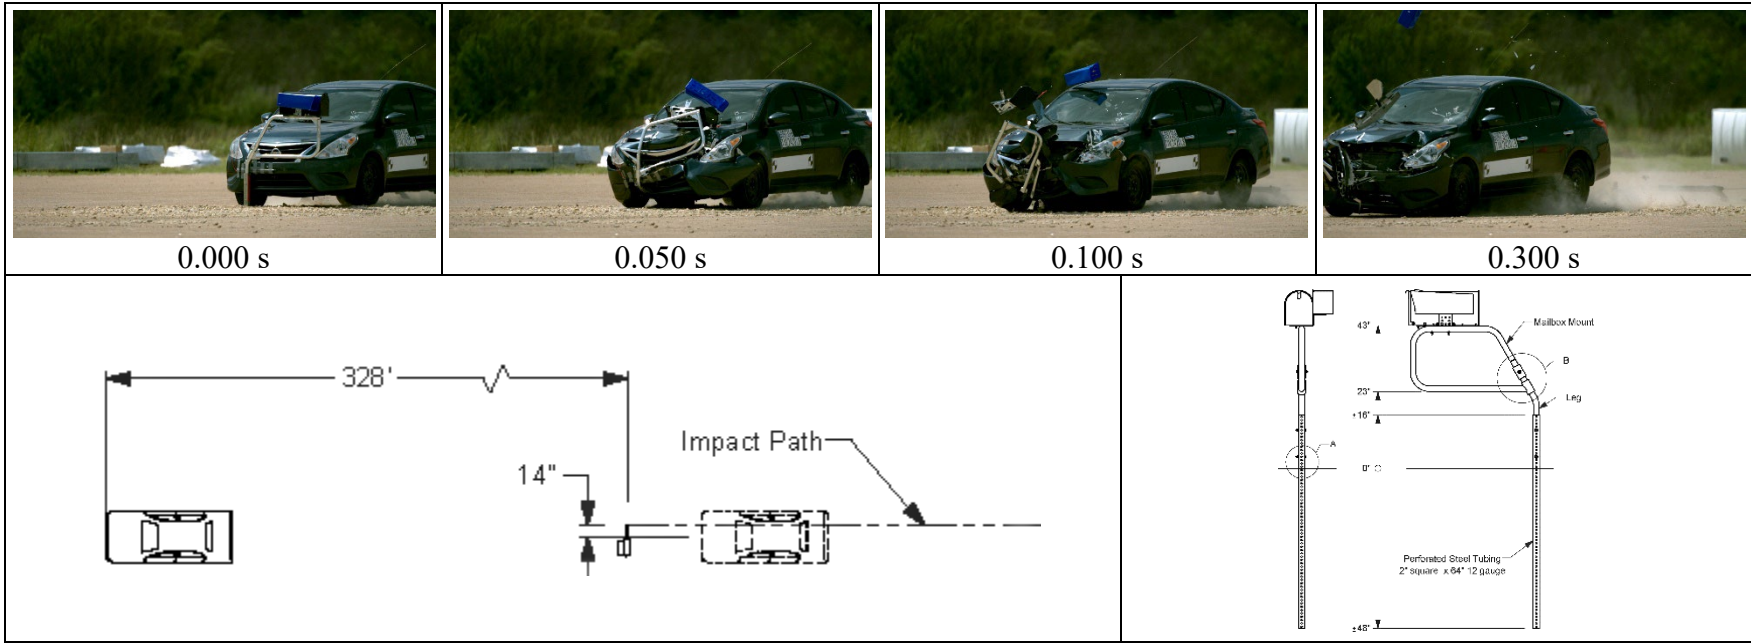 0.000 s
0.050 s
0.100 s
0.300 s
328'
Impact Path
14"
43"
Mailbox Mount
B
23"
Leg
±16"
A
0"
Perforated Steel Tubing
2" square x 64" 12 gauge
±48"